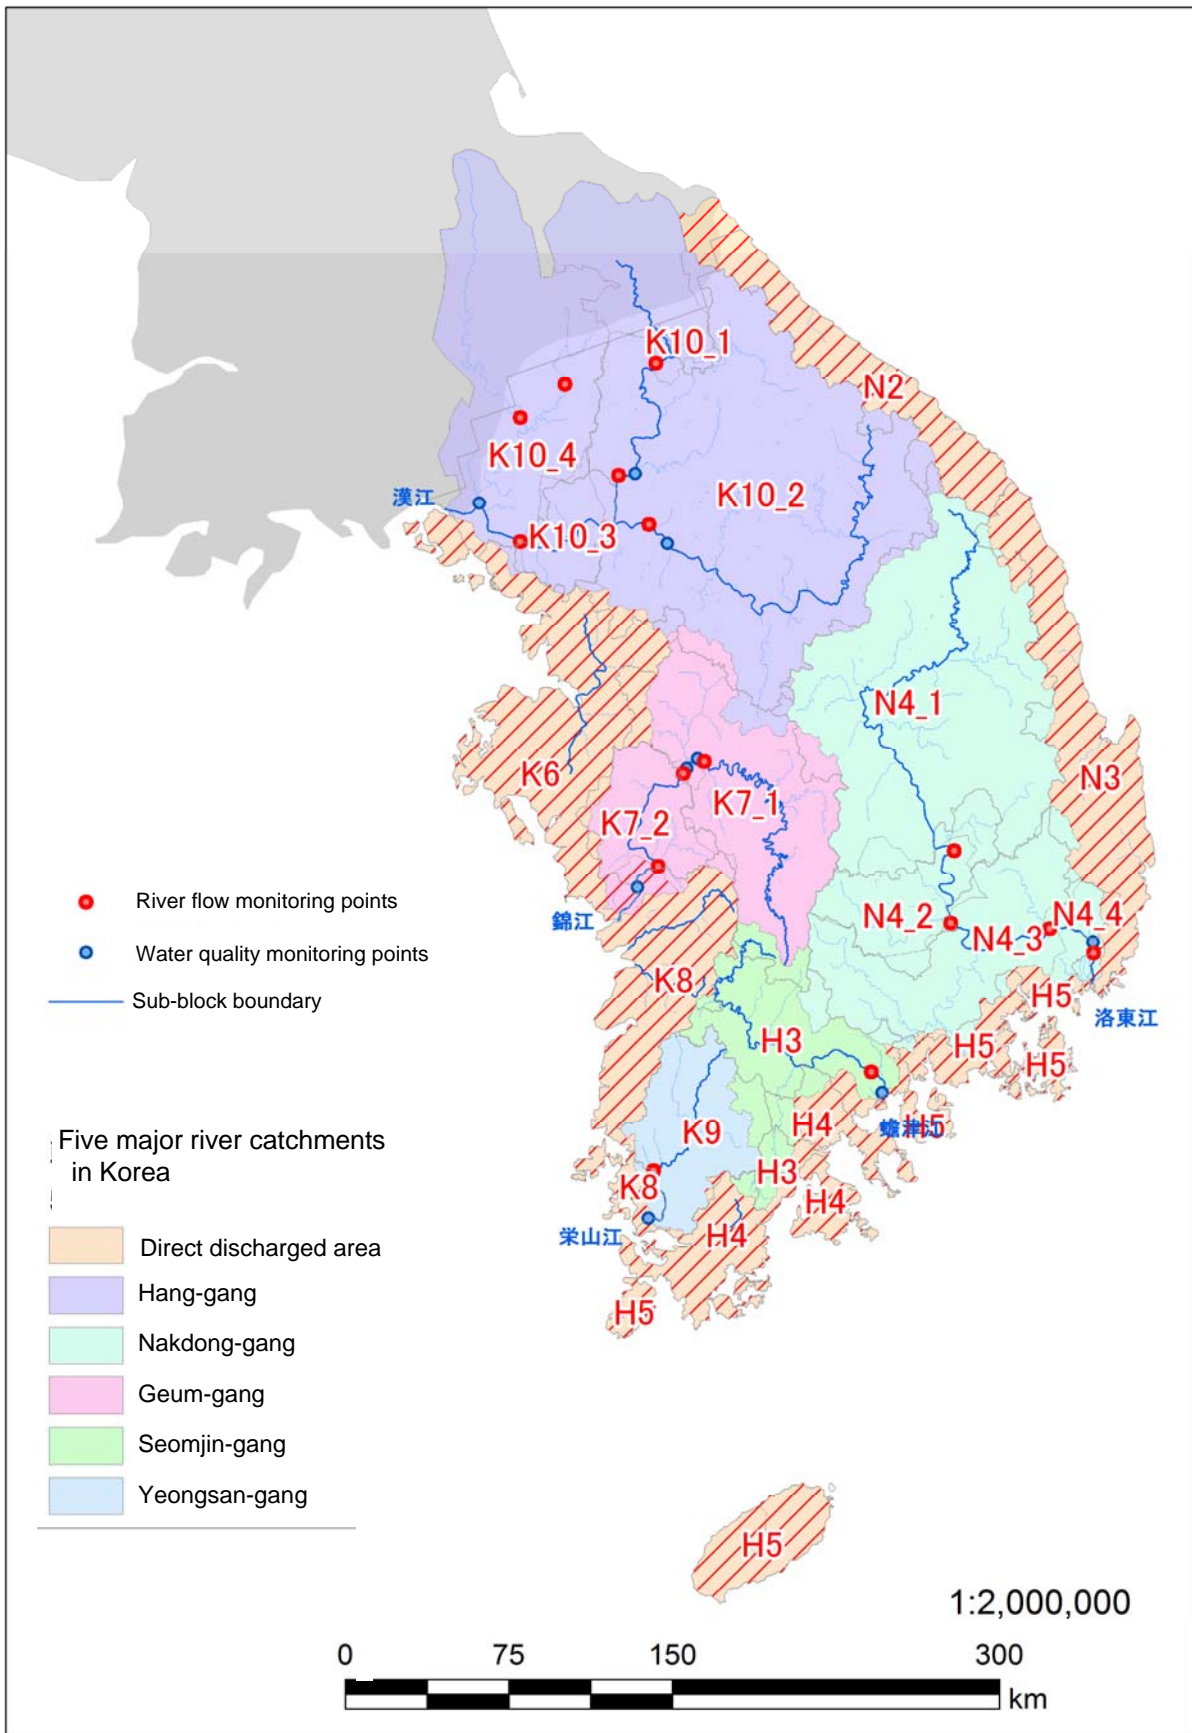 K10_1
N2
K10_4
漢江
K10_2
K10_3
N4_1
K6
N3
K7_1
K7_2
River flow monitoring points
錦江
N4_2
N4_4
N4_3
Water quality monitoring points
K8
H5
Sub-block boundary
洛東江
H3
H5
H5
H4
蟾津江
H5
K9
Five major river catchments
in Korea
H3
K8
H4
栄山江
H4
Direct discharged area
Hang-gang
H5
Nakdong-gang
Geum-gang
Seomjin-gang
Yeongsan-gang
H5
1:2,000,000
0 75 150 300
km